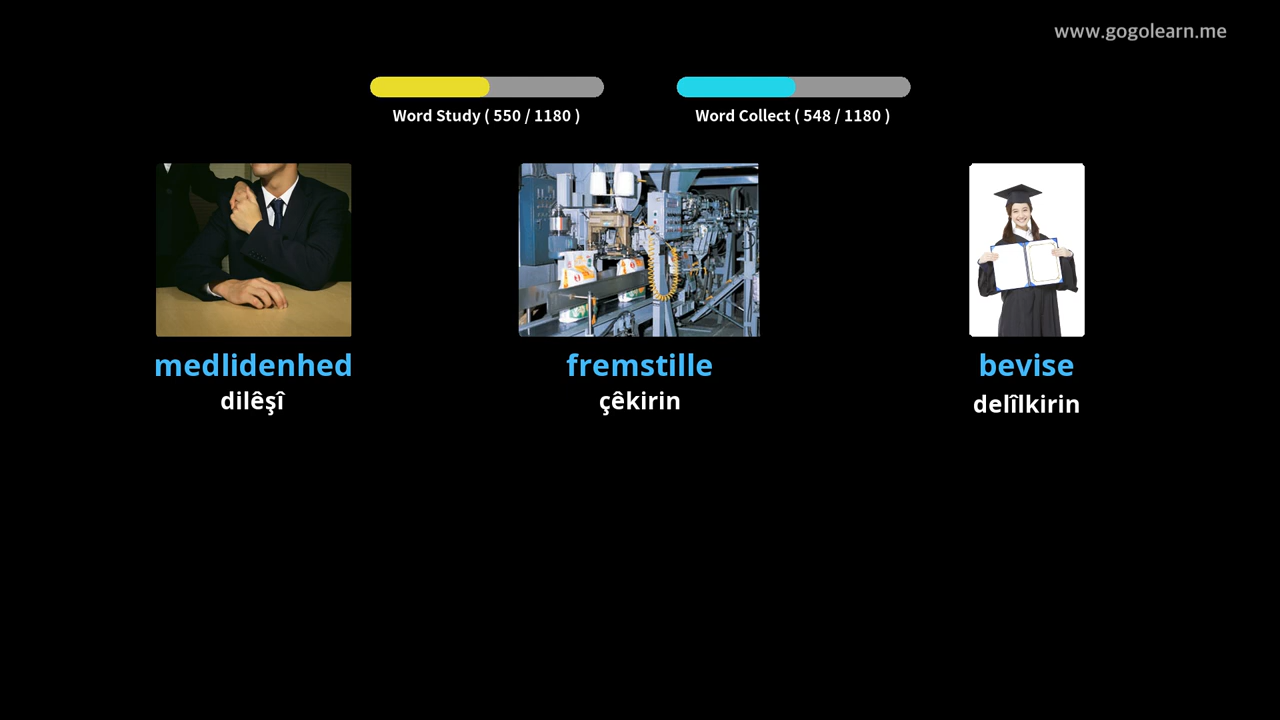 www.gogolearn.me
Word Study ( 550 / 1180 )
Word Collect ( 548 / 1180 )
medlidenhed
fremstille
bevise
dilêşî
çêkirin
delîlkirin